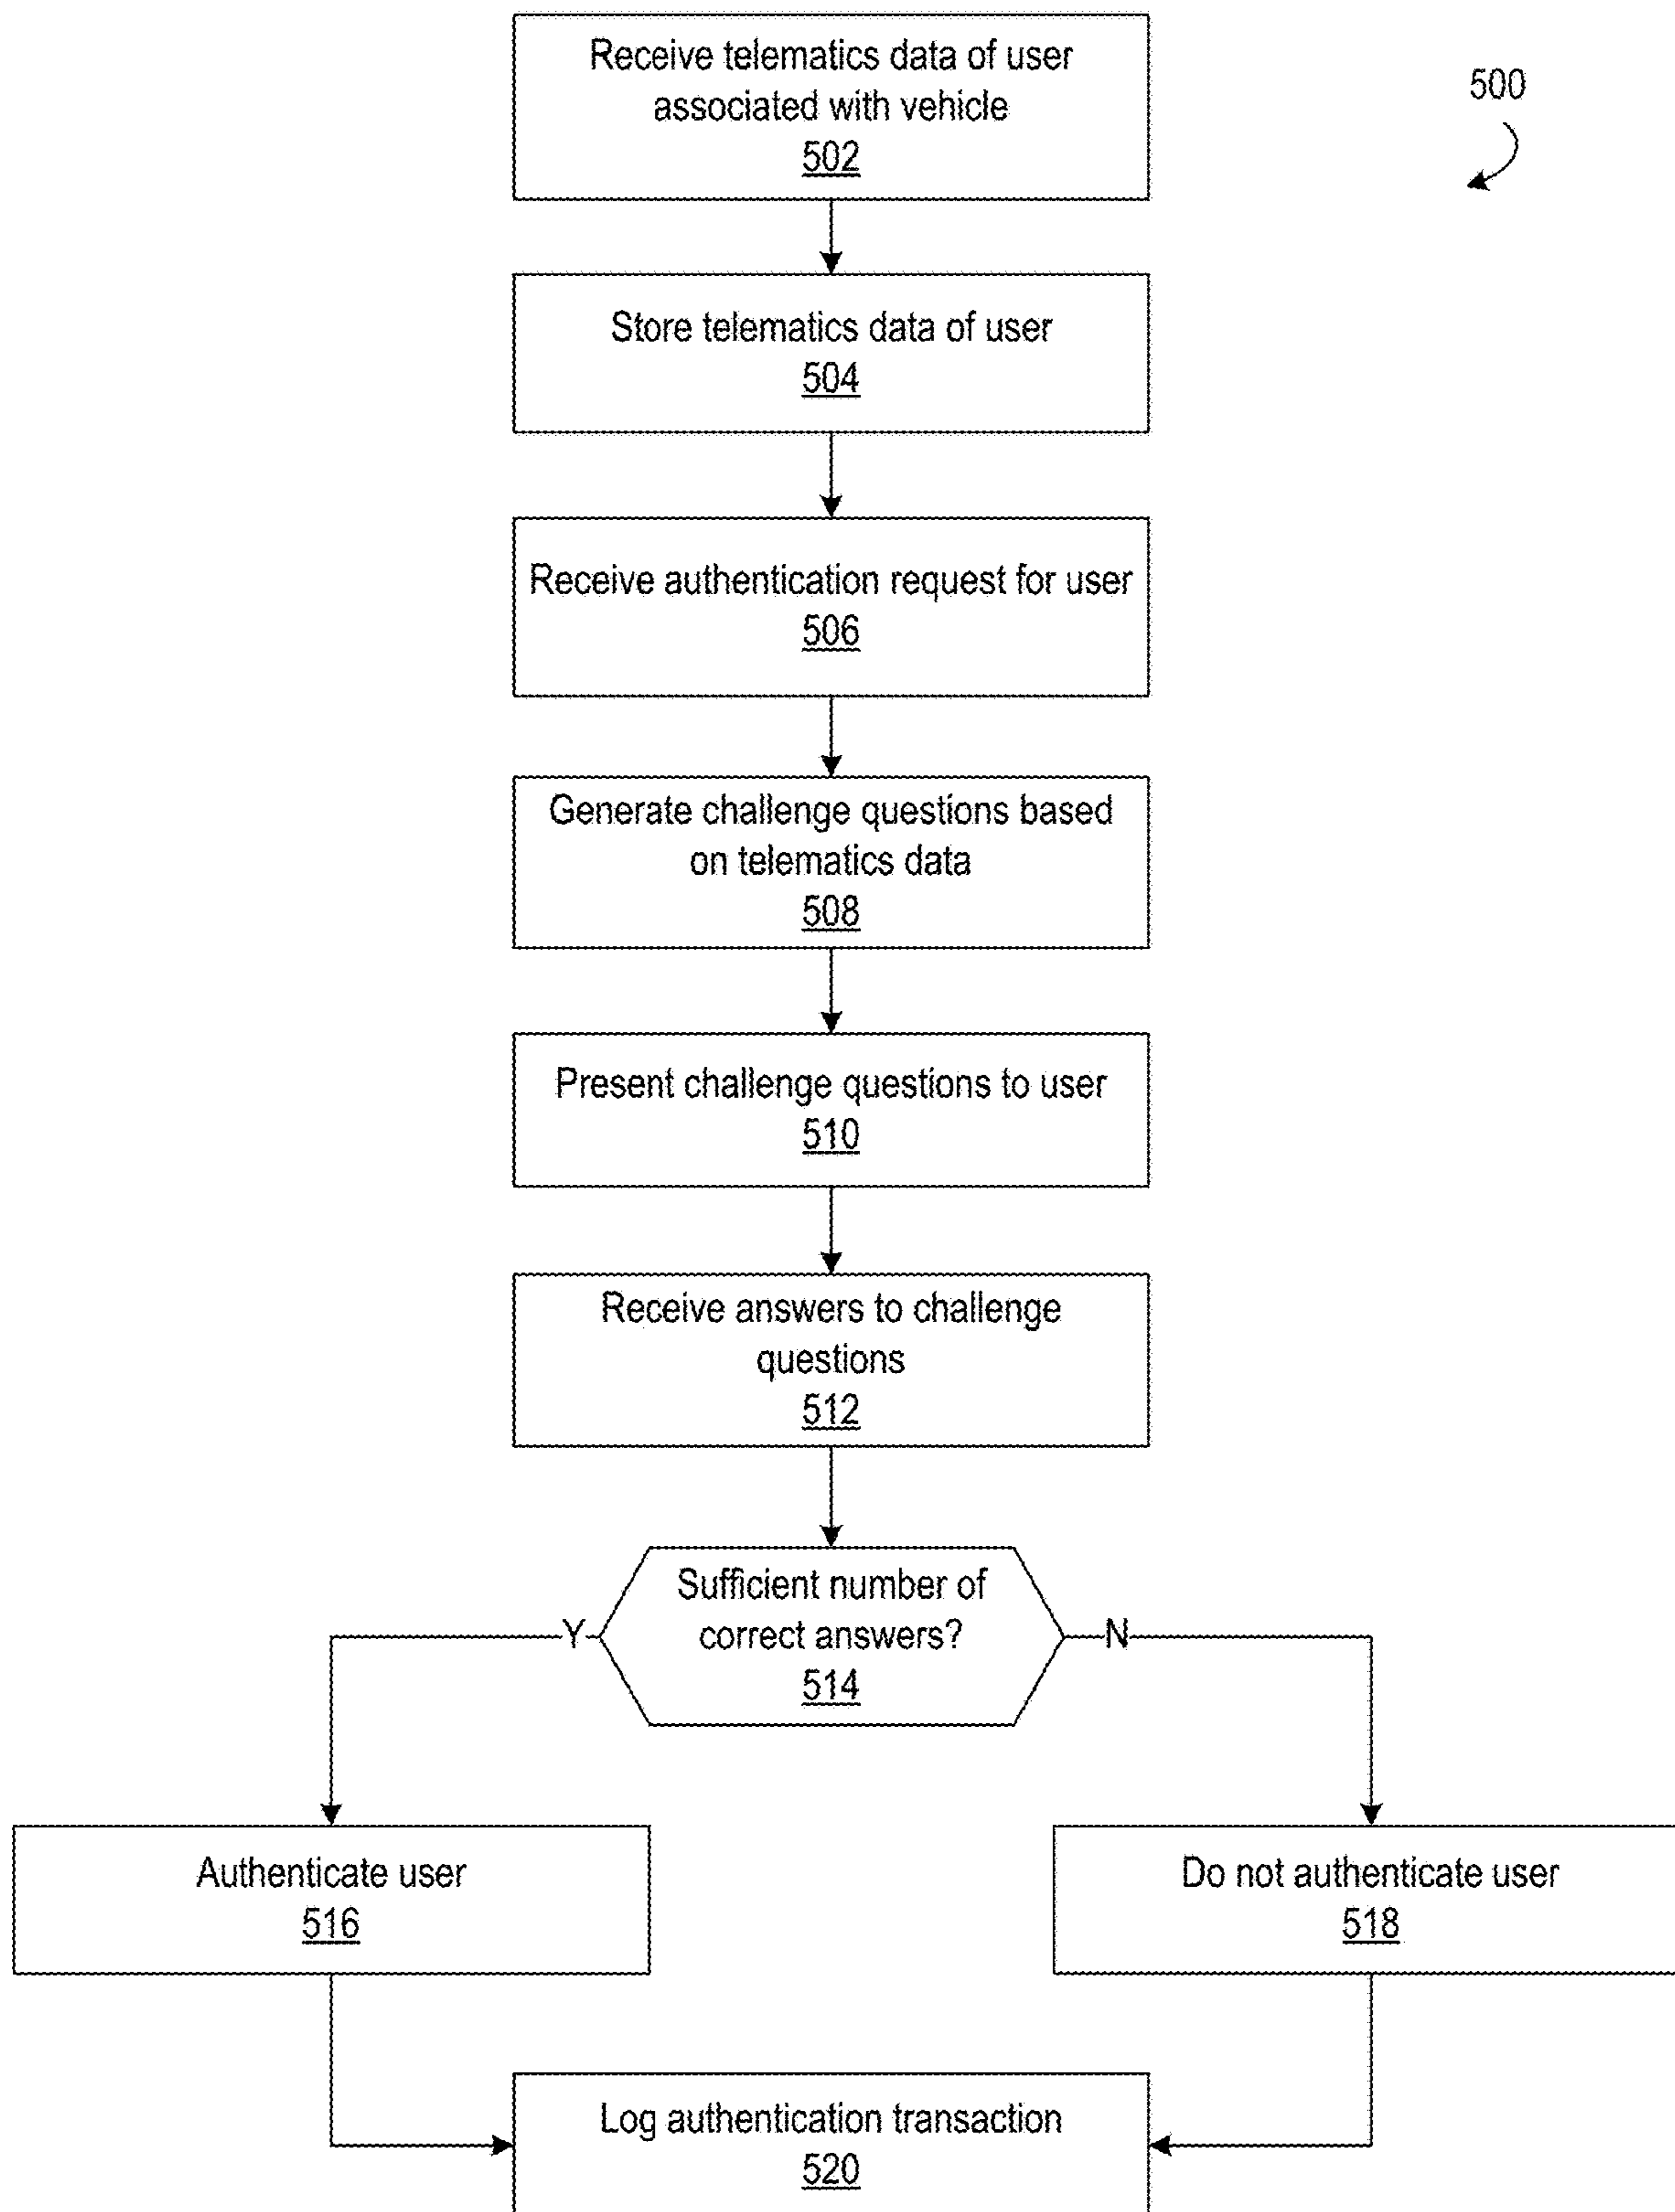 Receive telematics data of user
associated with vehicle
502
500
Store telematics data of user
504
Receive authentication request for user
506
Generate challenge questions based
on telematics data
508
Present challenge questions to user
510
Receive answers to challenge
questions
512
Sufficient number of
correct answers?
514
Y
N
Authenticate user
516
Do not authenticate user
518
Log authentication transaction
520